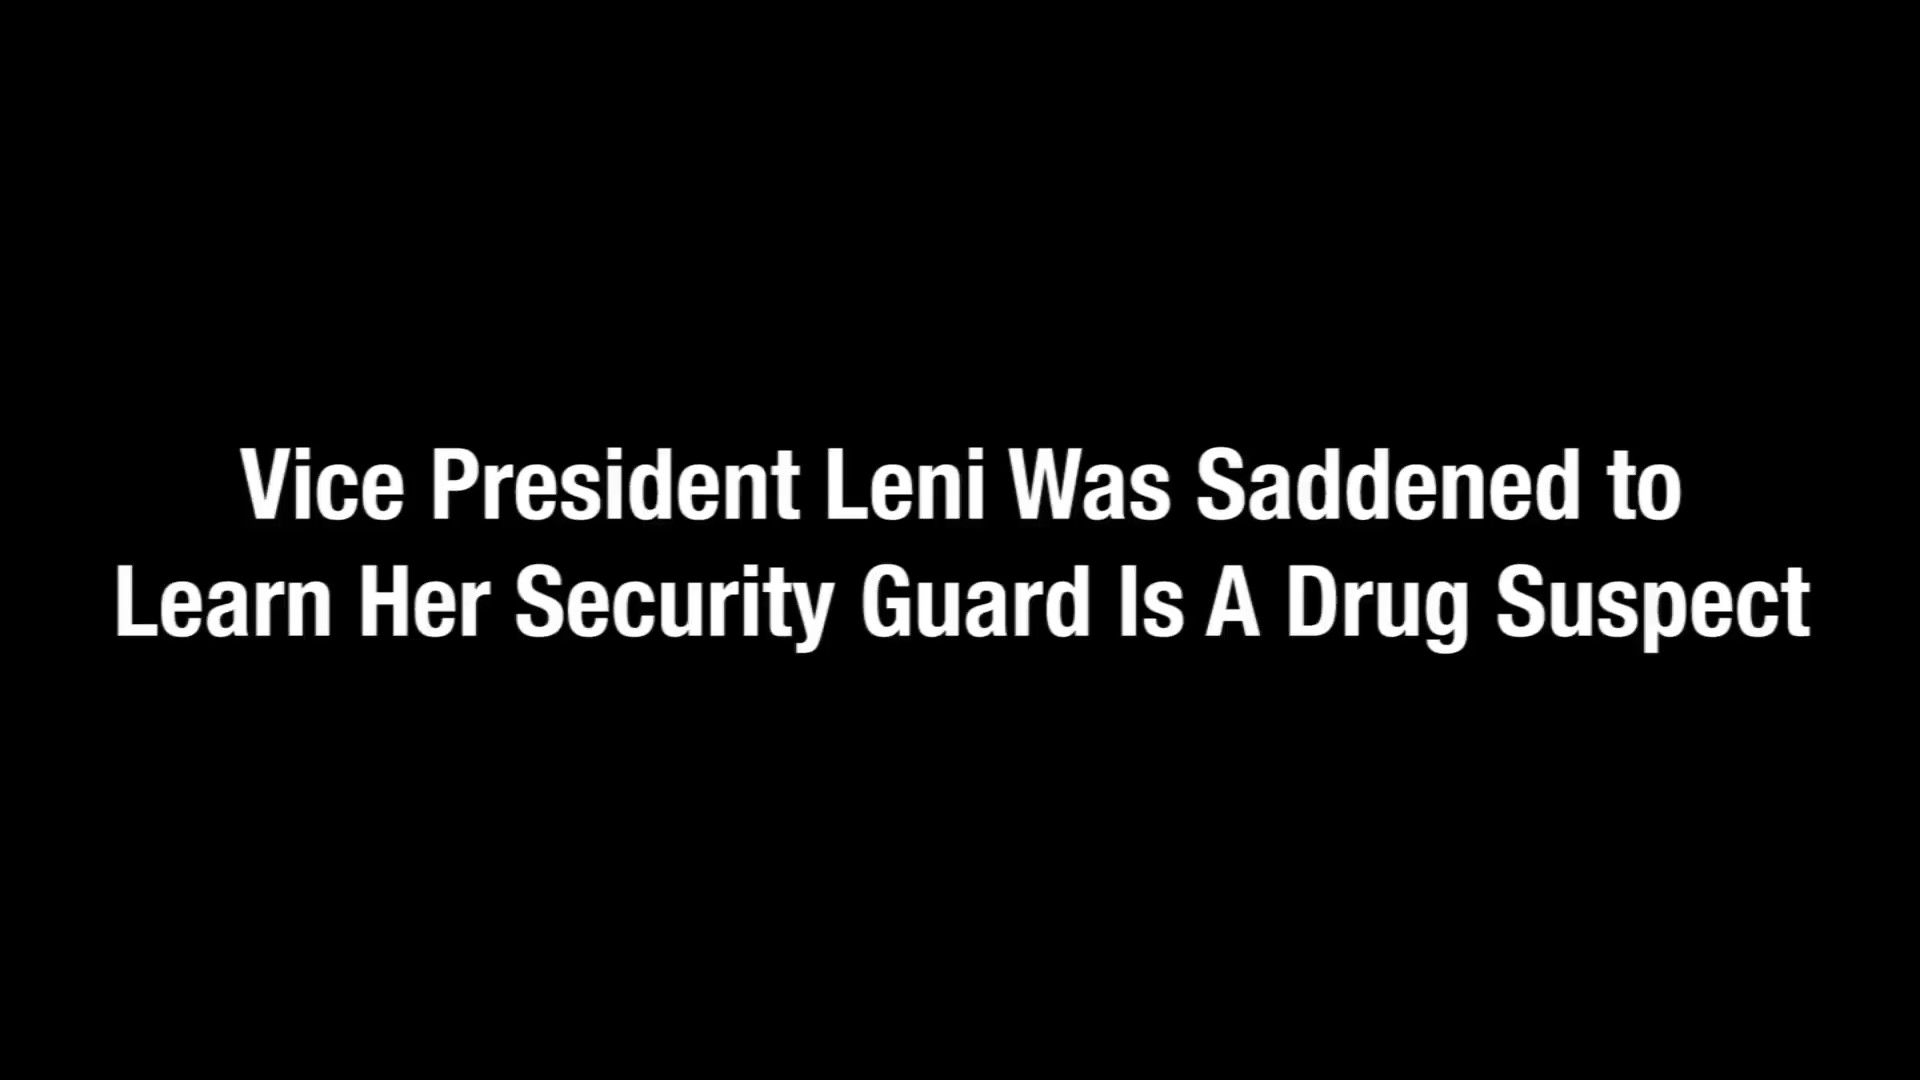 Vice President Leni Was Saddened to
Learn Her Security Guard Is A Drug Suspect